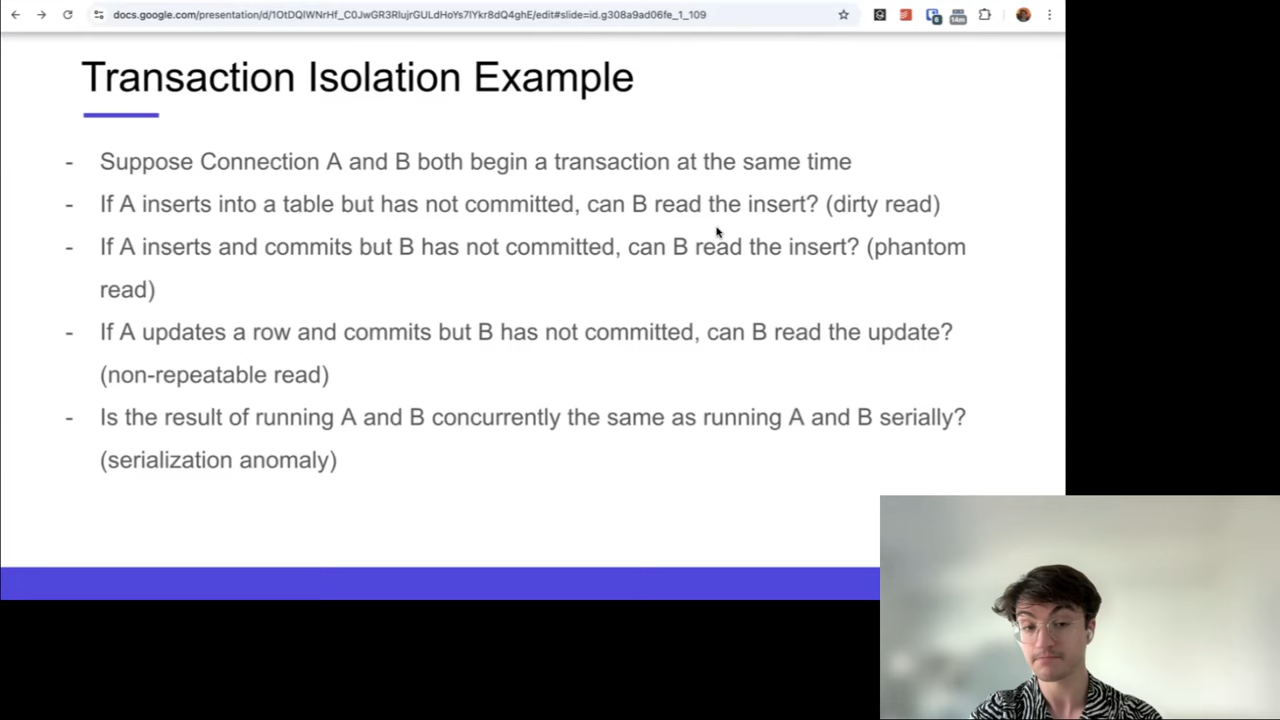 docs.google.com/presentation/d/1OtDQIWNrHf_C0JwGR3RlujrGULdHoYs7lYkr8dQ4ghE/edit#slide=id.g308a9ad06fe_1_109
14m
Transaction Isolation Example
- Suppose Connection A and B both begin a transaction at the same time
- If A inserts into a table but has not committed, can B read the insert? (dirty read)
- If A inserts and commits but B has not committed, can B read the insert? (phantom
read)
- If A updates a row and commits but B has not committed, can B read the update?
(non-repeatable read)
- Is the result of running A and B concurrently the same as running A and B serially?
(serialization anomaly)